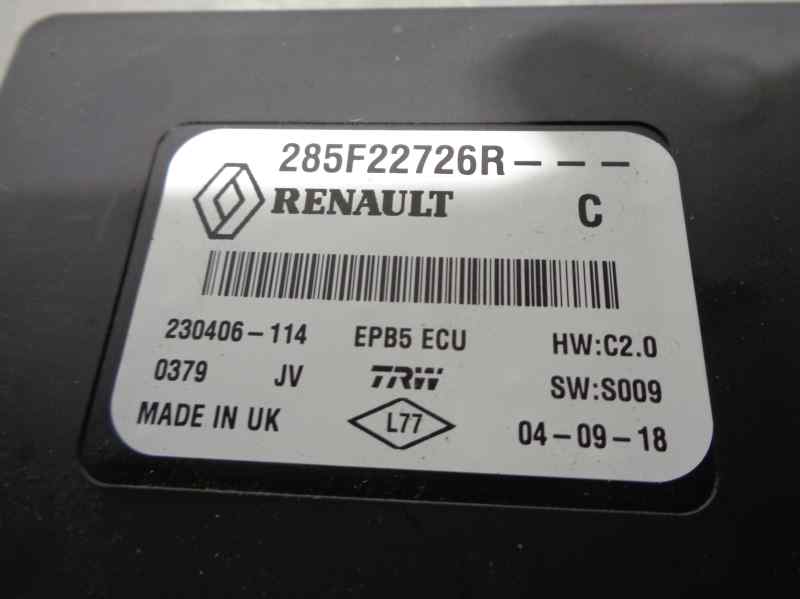 285F22726R---
RENAULT C
230406-114 EPB5 ECU HW:C2.0
0379 JV TRW SW:S009
MADE IN UK L77 04-09-18